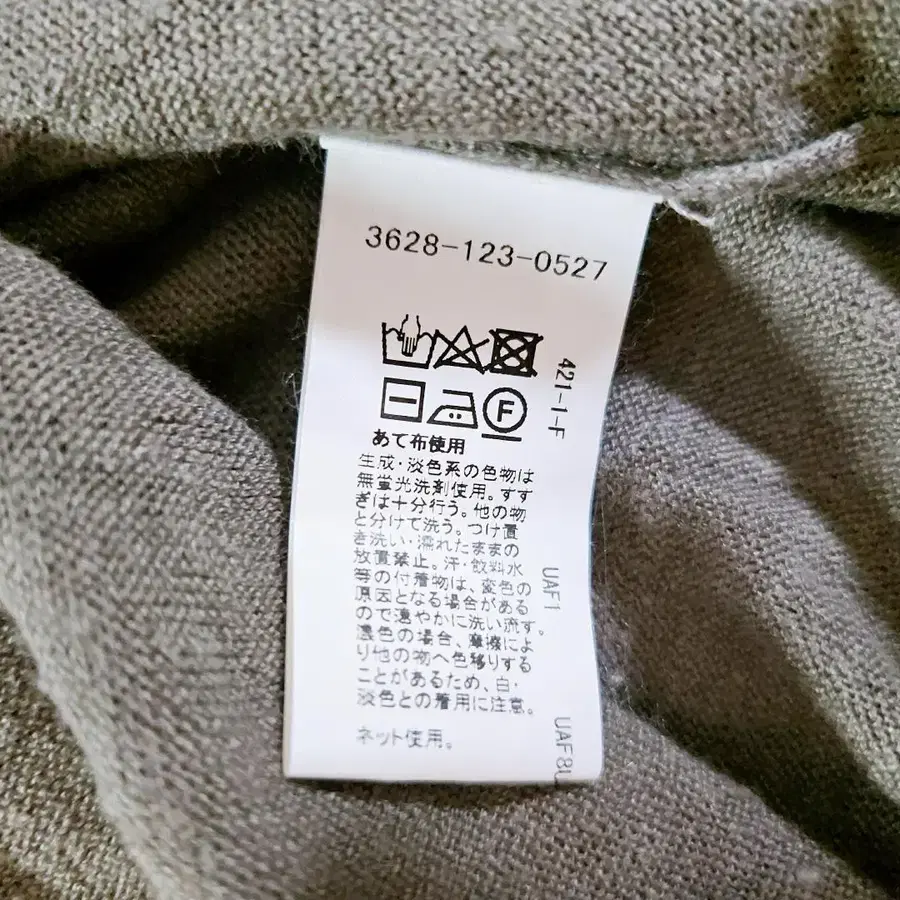 3628-123-0527
F
421-1-F
あて布使用
生成・淡色系の色物は
無蛍光洗剤使用。すす
ぎは十分行う。他の物
と分けて洗う。つけ置
き洗い・濡れたままの
放置禁止。汗・飲料水
等の付着物は、変色の
原因となる場合がある
ので速やかに洗い流す。
濃色の場合、摩擦によ
り他の物へ色移りする
ことがあるため、白・
淡色との着用に注意。
ネット使用。
UAF1
UAF8U